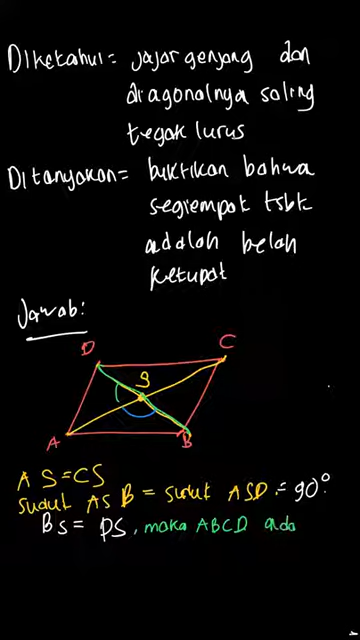 Diketahui = jajar genjang dan
diagonalnya saling
tegak lurus
Ditanyakan = buktikan bahwa
segiempat tsbt
adalah belah
ketupat
Jawab:
D
C
S
A
B
AS=CS
sudut ASB = sudut ASD = 90°
BS = DS, maka ABCD ada